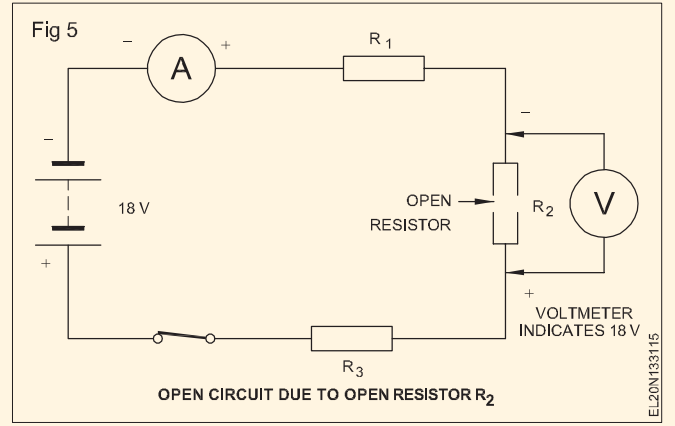 Fig 5
− A +
R1
−
−
18 V
OPEN
RESISTOR
R2
V
+
+
VOLTMETER
INDICATES 18 V
R3
OPEN CIRCUIT DUE TO OPEN RESISTOR R2
EL20N133115